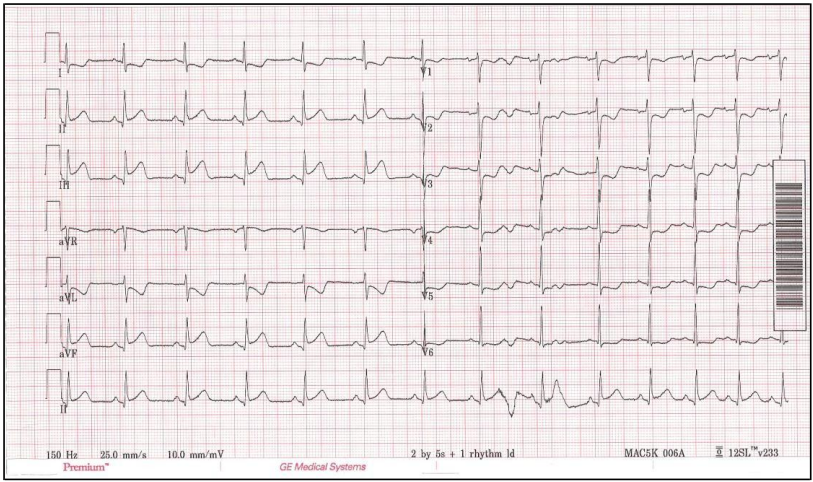 I
V1
II
V2
III
V3
aVR
V4
aVL
V5
aVF
V6
II
150 Hz 25.0 mm/s 10.0 mm/mV 2 by 5s + 1 rhythm ld MAC5K 006A 12SL™ v233
Premium™ GE Medical Systems